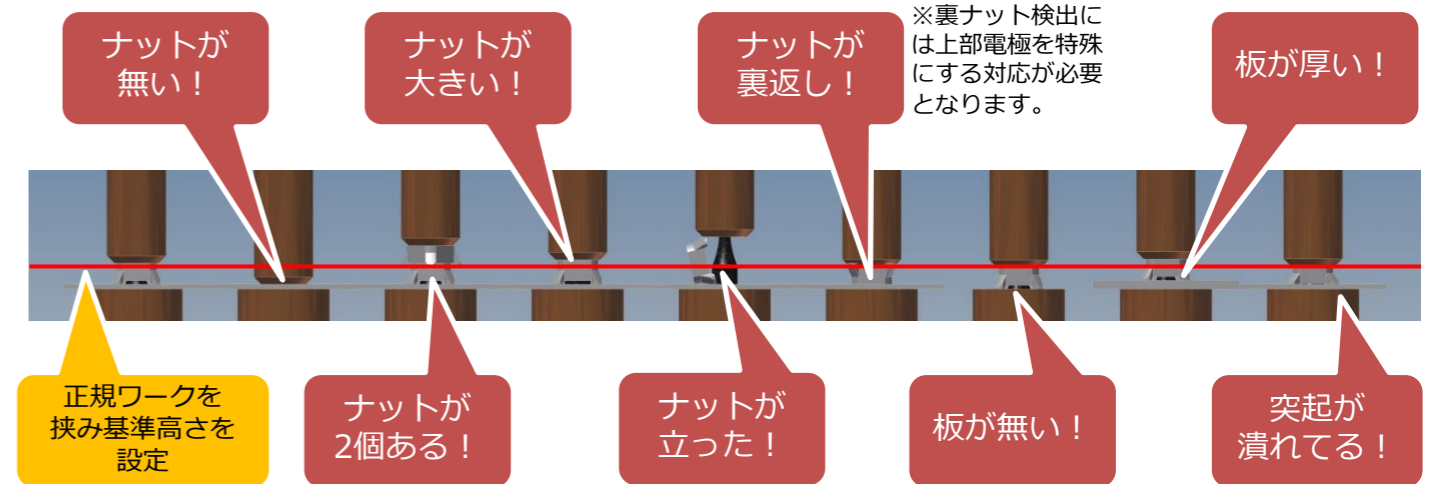 ナットが
無い！
ナットが
大きい！
ナットが
裏返し！
※裏ナット検出に
は上部電極を特殊
にする対応が必要
となります。
板が厚い！
正規ワークを
挟み基準高さを
設定
ナットが
2個ある！
ナットが
立った！
板が無い！
突起が
潰れてる！